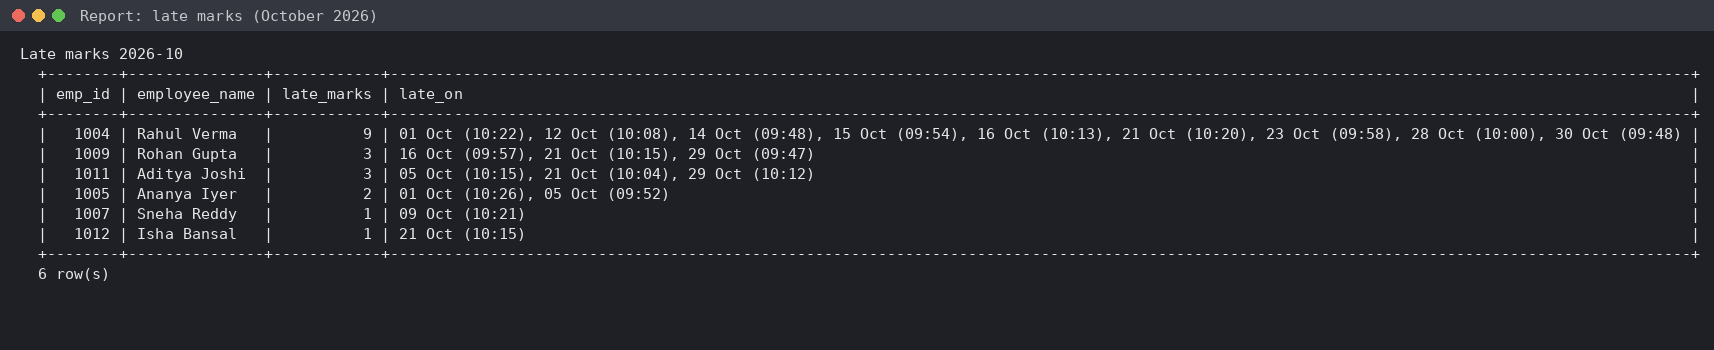 Report: late marks (October 2026)
Late marks 2026-10
+--------+---------------+------------+------------------------------------------------------------------------------------------------------------------------------------------------+
| emp_id | employee_name | late_marks | late_on                                                                                                                                        |
+--------+---------------+------------+------------------------------------------------------------------------------------------------------------------------------------------------+
|   1004 | Rahul Verma   |          9 | 01 Oct (10:22), 12 Oct (10:08), 14 Oct (09:48), 15 Oct (09:54), 16 Oct (10:13), 21 Oct (10:20), 23 Oct (09:58), 28 Oct (10:00), 30 Oct (09:48) |
|   1009 | Rohan Gupta   |          3 | 16 Oct (09:57), 21 Oct (10:15), 29 Oct (09:47)                                                                                                 |
|   1011 | Aditya Joshi  |          3 | 05 Oct (10:15), 21 Oct (10:04), 29 Oct (10:12)                                                                                                 |
|   1005 | Ananya Iyer   |          2 | 01 Oct (10:26), 05 Oct (09:52)                                                                                                                 |
|   1007 | Sneha Reddy   |          1 | 09 Oct (10:21)                                                                                                                                 |
|   1012 | Isha Bansal   |          1 | 21 Oct (10:15)                                                                                                                                 |
+--------+---------------+------------+------------------------------------------------------------------------------------------------------------------------------------------------+
6 row(s)